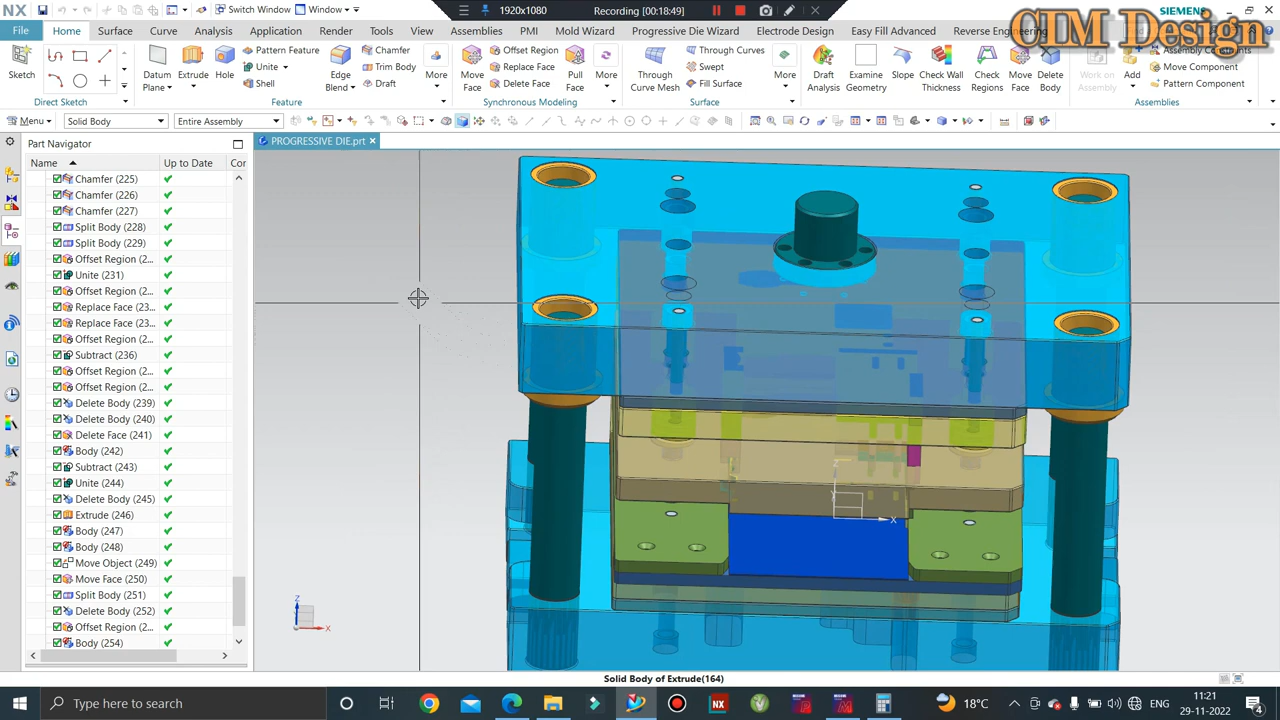 NX
Switch Window
Window
1920x1080
Recording [00:18:49]
SIEMENS
CIM Design
File
Home
Surface
Curve
Analysis
Application
Render
Tools
View
Assemblies
PMI
Mold Wizard
Progressive Die Wizard
Electrode Design
Easy Fill Advanced
Reverse Engineering
Sketch
Direct Sketch
Datum Plane
Extrude
Hole
Pattern Feature
Unite
Shell
Edge Blend
Chamfer
Trim Body
Draft
More
Feature
Move Face
Offset Region
Replace Face
Delete Face
Pull Face
More
Synchronous Modeling
Through Curve Mesh
Through Curves
Swept
Fill Surface
More
Surface
Draft Analysis
Examine Geometry
Slope
Check Wall Thickness
Check Regions
Move Face
Delete Body
Work on Assembly
Add
Assembly Constraints
Move Component
Pattern Component
Assemblies
Menu
Solid Body
Entire Assembly
Part Navigator
PROGRESSIVE DIE.prt
Name
Up to Date
Cor
Chamfer (225)
Chamfer (226)
Chamfer (227)
Split Body (228)
Split Body (229)
Offset Region (2...
Unite (231)
Offset Region (2...
Replace Face (23...
Replace Face (23...
Offset Region (2...
Subtract (236)
Offset Region (2...
Offset Region (2...
Delete Body (239)
Delete Body (240)
Delete Face (241)
Body (242)
Subtract (243)
Unite (244)
Delete Body (245)
Extrude (246)
Body (247)
Body (248)
Move Object (249)
Move Face (250)
Split Body (251)
Delete Body (252)
Offset Region (2...
Body (254)
Z
X
X
Solid Body of Extrude(164)
Type here to search
18°C
ENG
11:21
29-11-2022
4